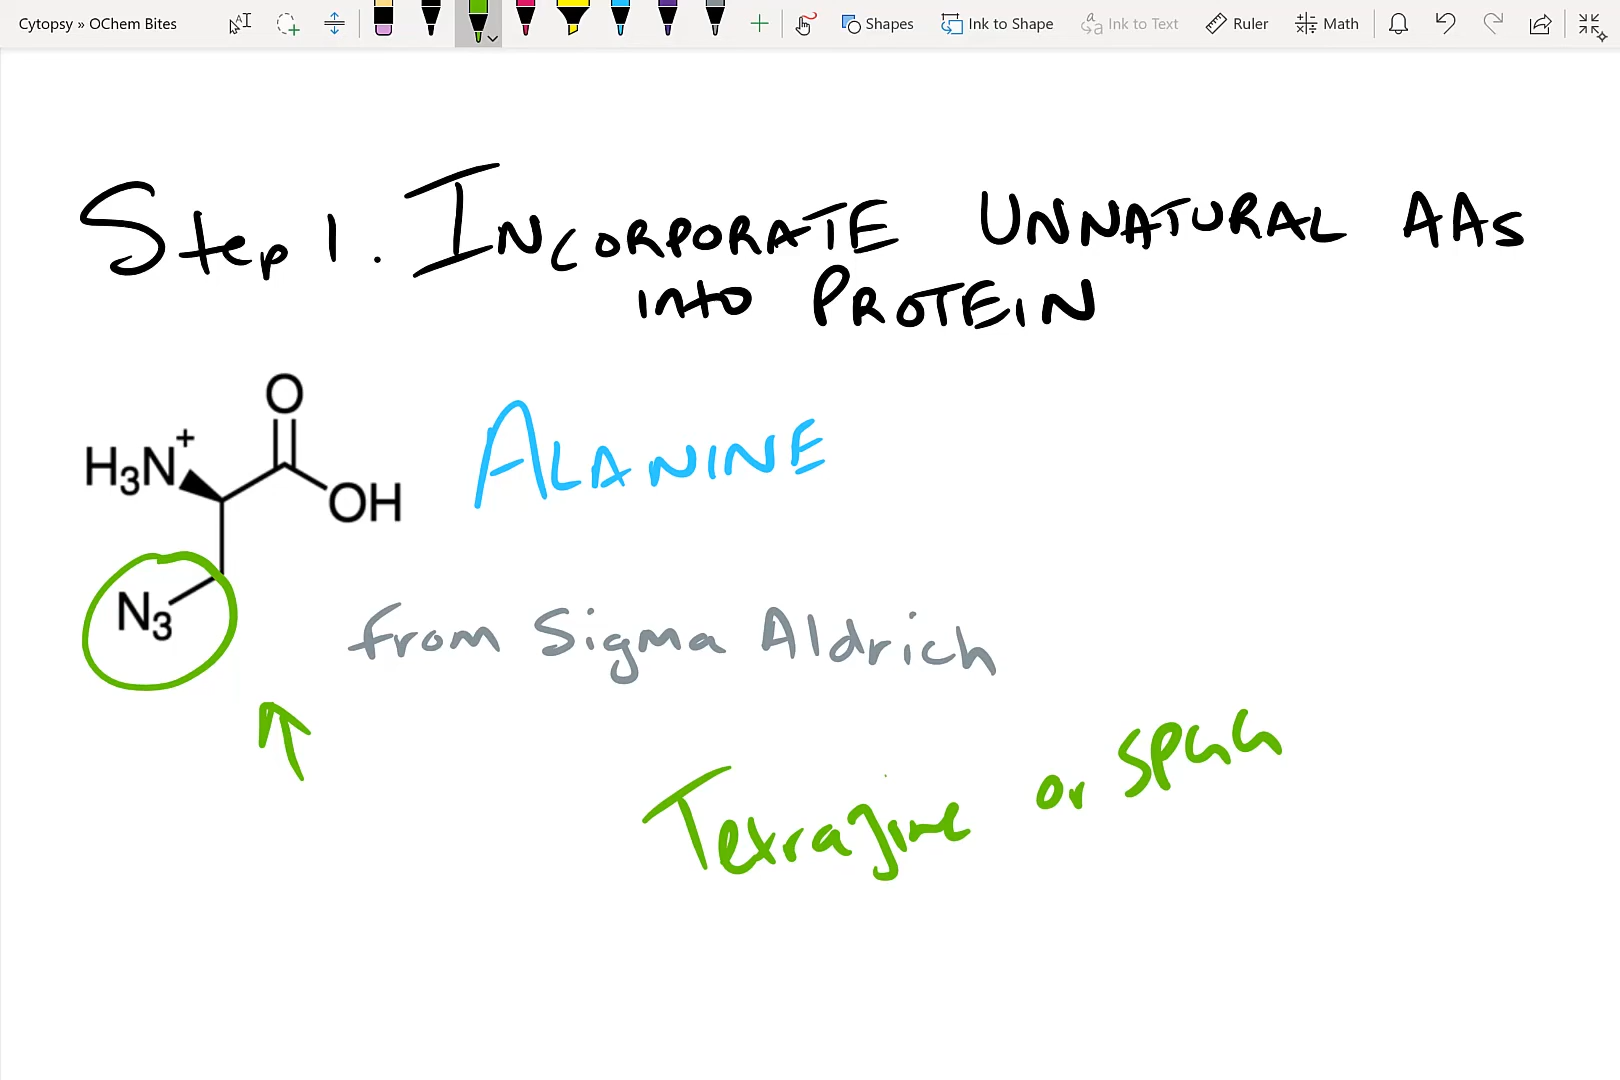 Cytopsy » OChem Bites
Shapes
Ink to Shape
Ink to Text
Ruler
Math
Step 1. INCORPORATE UNNATURAL AAs
into PROTEIN
O
H3N+
OH
N3
ALANINE
from Sigma Aldrich
Tetrazine or SPAA